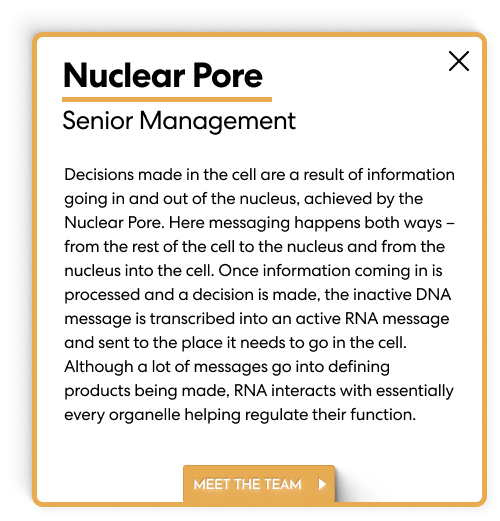 Nuclear Pore
Senior Management
Decisions made in the cell are a result of information
going in and out of the nucleus, achieved by the
Nuclear Pore. Here messaging happens both ways –
from the rest of the cell to the nucleus and from the
nucleus into the cell. Once information coming in is
processed and a decision is made, the inactive DNA
message is transcribed into an active RNA message
and sent to the place it needs to go in the cell.
Although a lot of messages go into defining
products being made, RNA interacts with essentially
every organelle helping regulate their function.
MEET THE TEAM